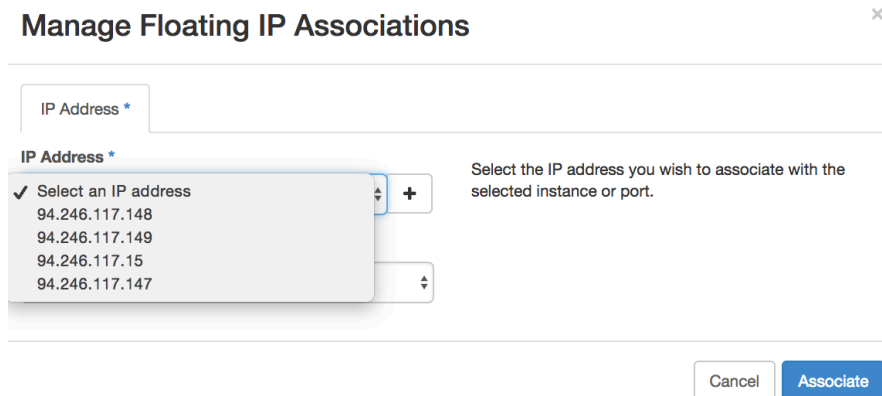 Manage Floating IP Associations
×
IP Address *
IP Address *
✓ Select an IP address
94.246.117.148
94.246.117.149
94.246.117.15
94.246.117.147
+
Select the IP address you wish to associate with the
selected instance or port.
Cancel
Associate